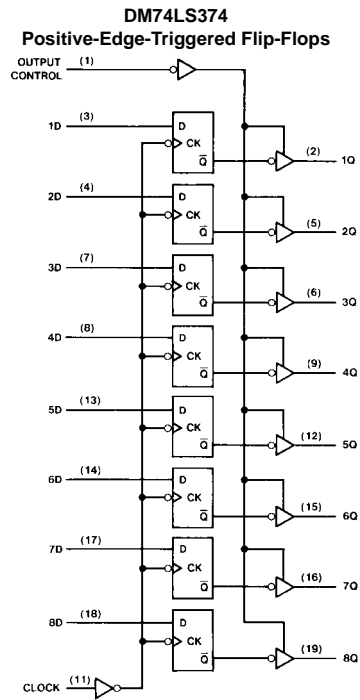 DM74LS374
Positive-Edge-Triggered Flip-Flops
OUTPUT (1)
CONTROL
1D (3) D CK Q̅ (2) 1Q
2D (4) D CK Q̅ (5) 2Q
3D (7) D CK Q̅ (6) 3Q
4D (8) D CK Q̅ (9) 4Q
5D (13) D CK Q̅ (12) 5Q
6D (14) D CK Q̅ (15) 6Q
7D (17) D CK Q̅ (16) 7Q
8D (18) D CK Q̅ (19) 8Q
CLOCK (11)